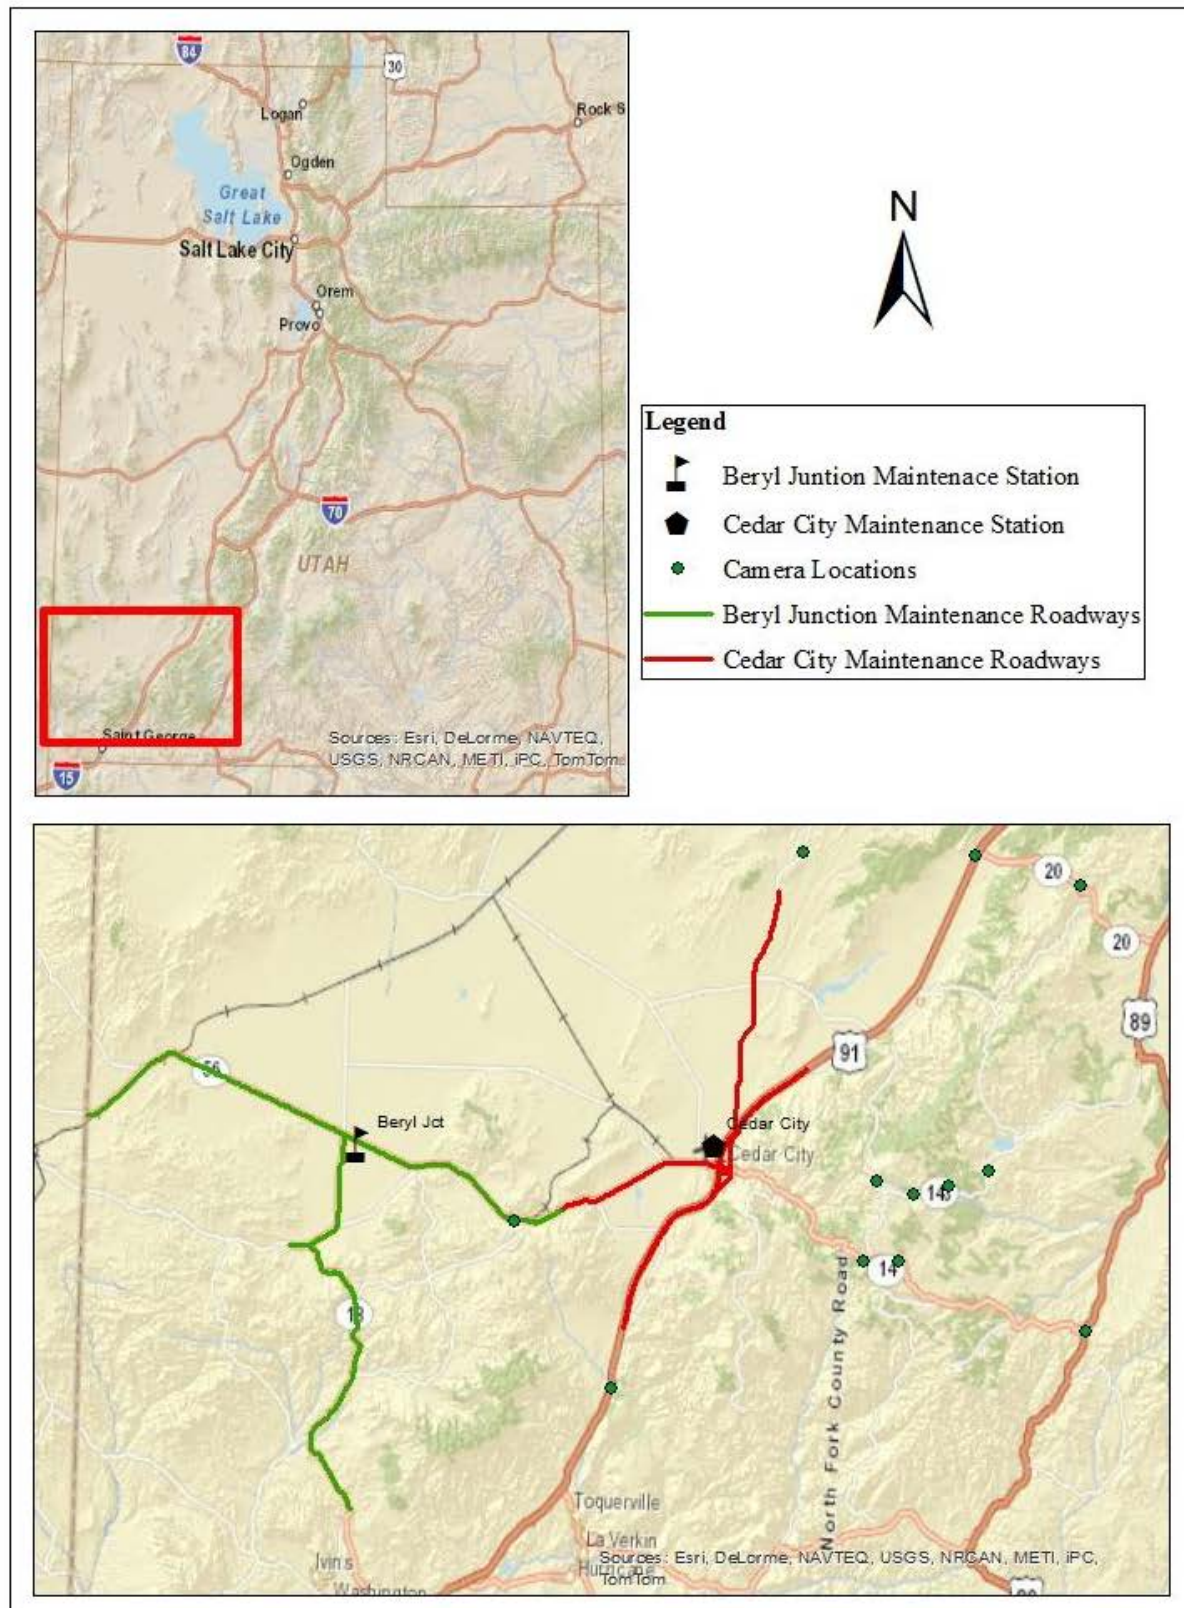 84
30
Logan
Rock S
Ogden
Great
Salt Lake
Salt Lake City
Orem
Provo
70
UTAH
Saint George
15
Sources: Esri, DeLorme, NAVTEQ,
USGS, NRCAN, METI, iPC, TomTom
N
Legend
Beryl Juntion Maintenace Station
Cedar City Maintenance Station
Camera Locations
Beryl Junction Maintenance Roadways
Cedar City Maintenance Roadways
20
20
89
91
56
Beryl Jct
Cedar City
Cedar City
14
18
North Fork County Road
Toquerville
La Verkin
Hurricane
Ivins
Washington
Sources: Esri, DeLorme, NAVTEQ, USGS, NRCAN, METI, iPC,
TomTom